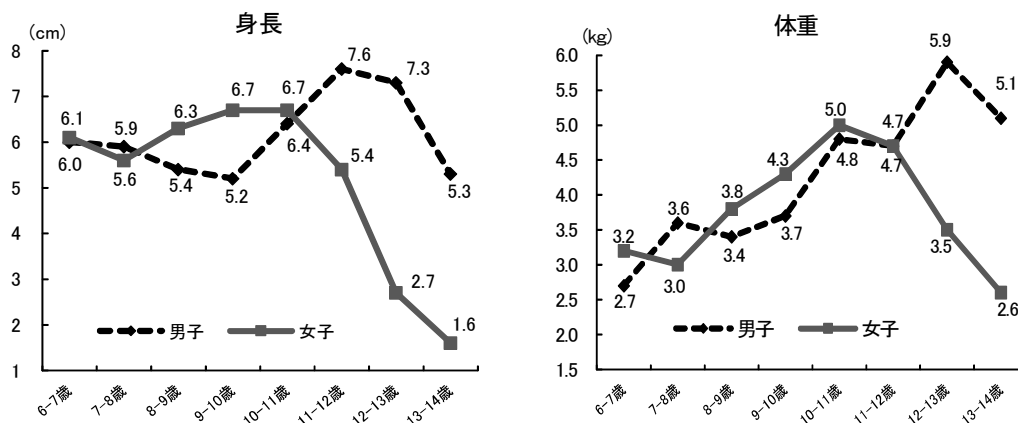 身長
(cm)
8
7
6
5
4
3
2
1
6.1
6.0
5.9
5.6
6.3
5.4
6.7
5.2
6.7
6.4
7.6
5.4
7.3
2.7
5.3
1.6
男子
女子
6-7歳
7-8歳
8-9歳
9-10歳
10-11歳
11-12歳
12-13歳
13-14歳
体重
(kg)
6.0
5.5
5.0
4.5
4.0
3.5
3.0
2.5
2.0
1.5
3.2
2.7
3.6
3.0
3.8
3.4
4.3
3.7
5.0
4.8
4.7
4.7
5.9
3.5
5.1
2.6
男子
女子
6-7歳
7-8歳
8-9歳
9-10歳
10-11歳
11-12歳
12-13歳
13-14歳